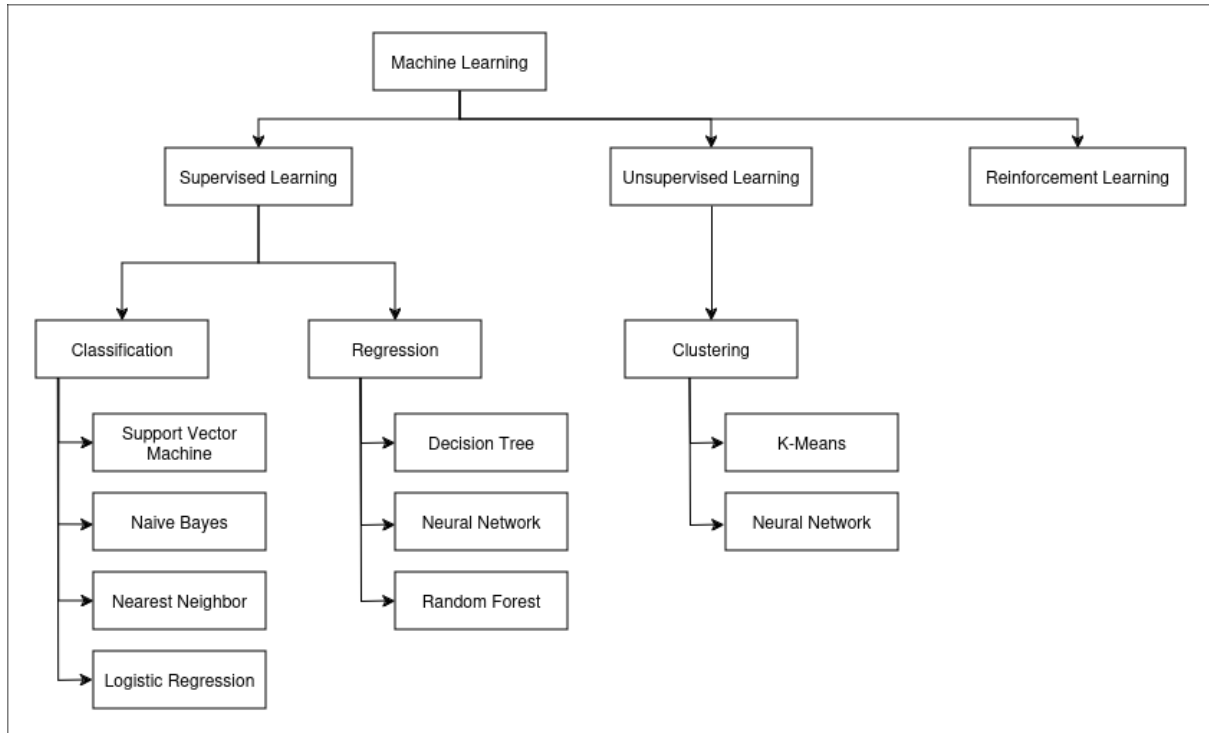 Machine Learning
Supervised Learning
Unsupervised Learning
Reinforcement Learning
Classification
Regression
Clustering
Support Vector
Machine
Decision Tree
K-Means
Naive Bayes
Neural Network
Neural Network
Nearest Neighbor
Random Forest
Logistic Regression